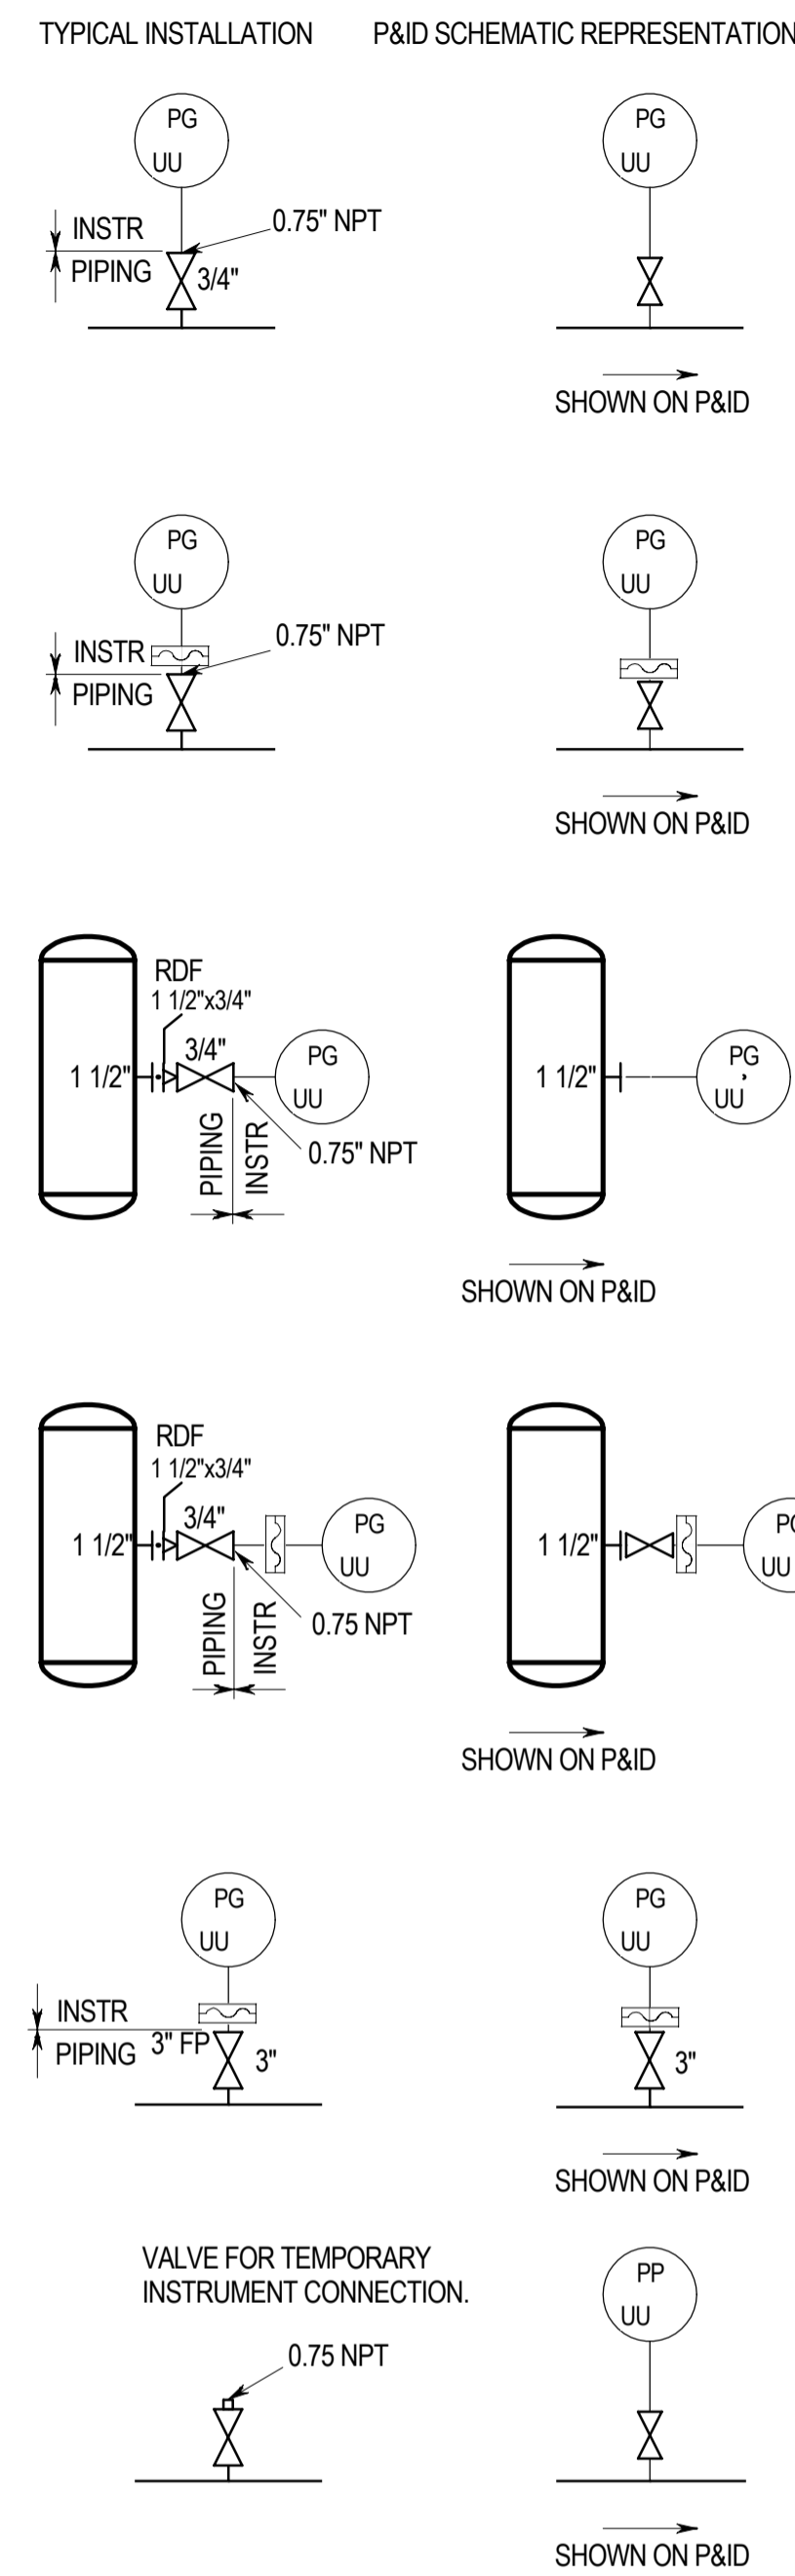 TYPICAL INSTALLATION
P&ID SCHEMATIC REPRESENTATION
PG
UU
INSTR
PIPING
0.75" NPT
3/4"
PG
UU
SHOWN ON P&ID
PG
UU
INSTR
PIPING
0.75" NPT
PG
UU
SHOWN ON P&ID
RDF
1 1/2"x3/4"
3/4"
1 1/2"
PG
UU
PIPING
INSTR
0.75" NPT
1 1/2"
PG
UU
SHOWN ON P&ID
RDF
1 1/2"x3/4"
3/4"
1 1/2"
PG
UU
PIPING
INSTR
0.75 NPT
1 1/2"
PG
UU
SHOWN ON P&ID
PG
UU
INSTR
PIPING
3" FP
3"
PG
UU
3"
SHOWN ON P&ID
VALVE FOR TEMPORARY
INSTRUMENT CONNECTION.
0.75 NPT
PP
UU
SHOWN ON P&ID